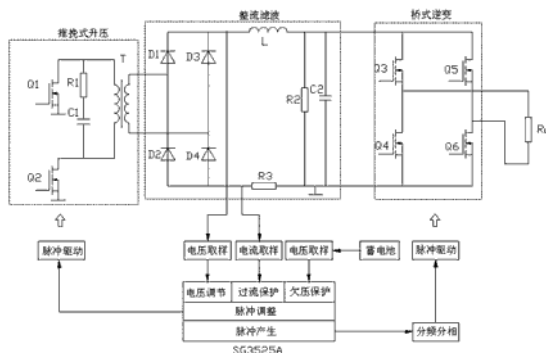 推挽式升压
整流滤波
桥式逆变
T
D1
D3
L
Q1
R1
C1
R2
C2
Q3
Q5
D2
D4
R3
Q4
Q6
Q2
脉冲驱动
电压取样
电流取样
电压取样
蓄电池
脉冲驱动
电压调节
过流保护
欠压保护
脉冲调整
脉冲产生
分频分相
SG3525A